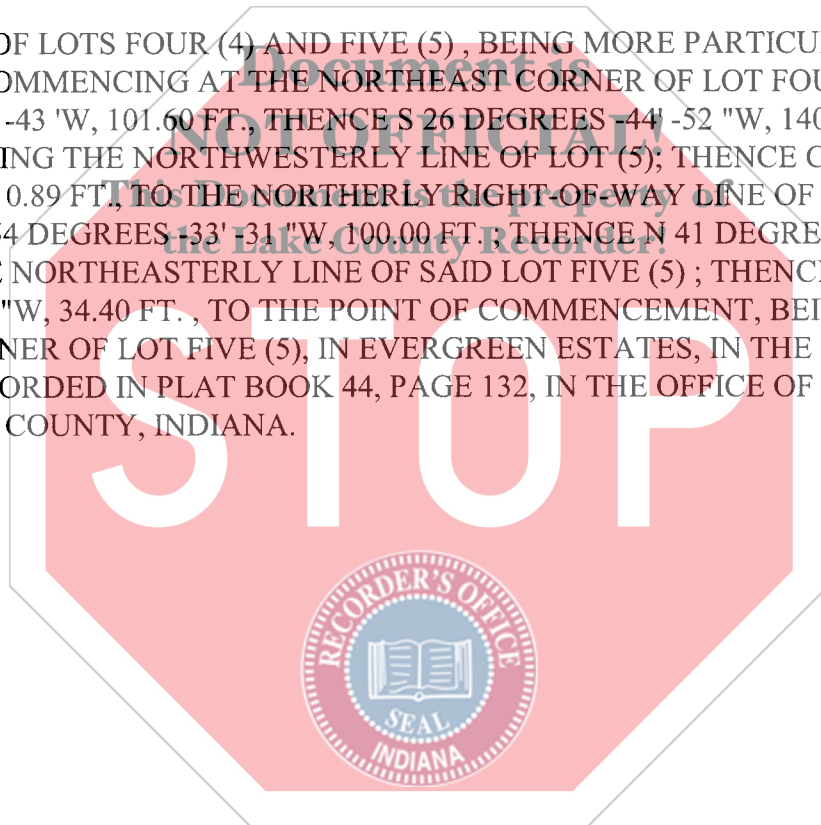 OF LOTS FOUR (4) AND FIVE (5) , BEING MORE PARTICU
OMMENCING AT THE NORTHEAST CORNER OF LOT FOU
-43 'W, 101.60 FT., THENCE S 26 DEGREES -44' -52 "W, 140
ING THE NORTHWESTERLY LINE OF LOT (5); THENCE
0.89 FT., TO THE NORTHERLY RIGHT-OF-WAY LINE OF
54 DEGREES -33' -31 "W, 100.00 FT. ; THENCE N 41 DEGRE
NORTHEASTERLY LINE OF SAID LOT FIVE (5) ; THENC
"W, 34.40 FT. , TO THE POINT OF COMMENCEMENT, BEI
NER OF LOT FIVE (5), IN EVERGREEN ESTATES, IN THE
ORDED IN PLAT BOOK 44, PAGE 132, IN THE OFFICE OF
COUNTY, INDIANA.
Document is
NOT OFFICIAL!
This Document is the property of
the Lake County Recorder!
STOP
RECORDER'S OFFICE
SEAL
INDIANA